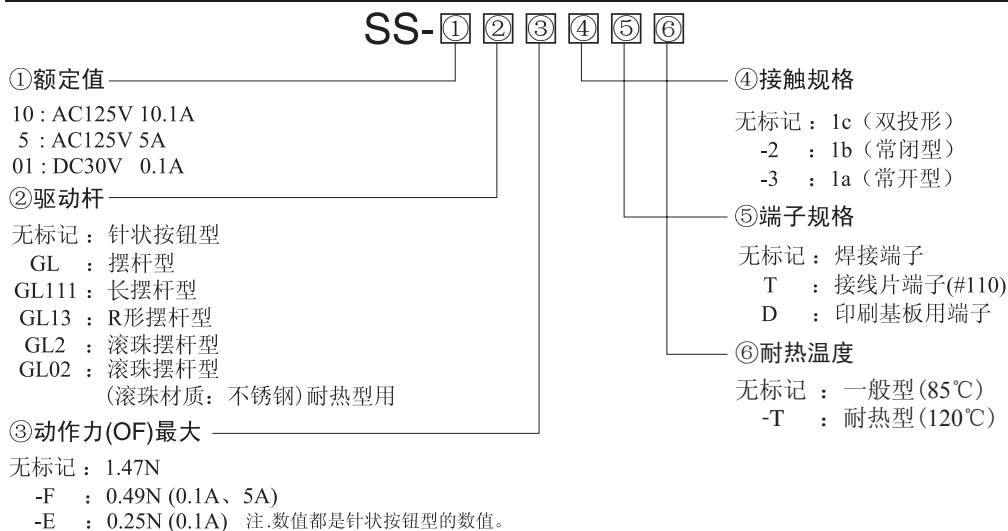 SS-①②③④⑤⑥
①额定值
10 : AC125V 10.1A
5 : AC125V 5A
01 : DC30V 0.1A
②驱动杆
无标记 : 针状按钮型
GL : 摆杆型
GL111 : 长摆杆型
GL13 : R形摆杆型
GL2 : 滚珠摆杆型
GL02 : 滚珠摆杆型
(滚珠材质：不锈钢)耐热型用
③动作力(OF)最大
无标记 : 1.47N
-F : 0.49N (0.1A、5A)
-E : 0.25N (0.1A) 注.数值都是针状按钮型的数值。
④接触规格
无标记 : 1c（双投形）
-2 : 1b（常闭型）
-3 : 1a（常开型）
⑤端子规格
无标记 : 焊接端子
T : 接线片端子(#110)
D : 印刷基板用端子
⑥耐热温度
无标记 : 一般型(85℃)
-T : 耐热型(120℃)